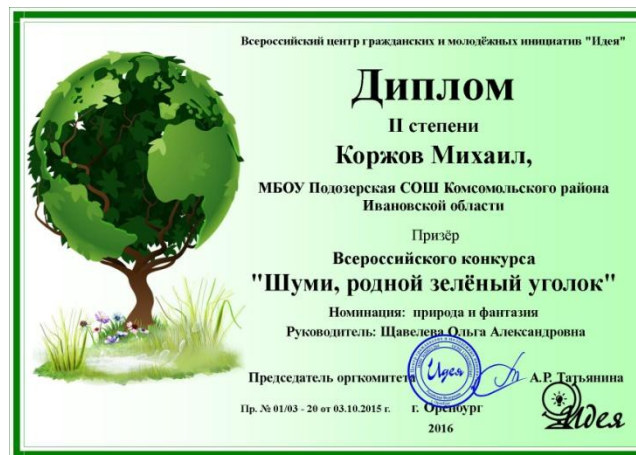 Всероссийский центр гражданских и молодёжных инициатив "Идея"
Диплом
II степени
Коржов Михаил,
МБОУ Подозерская СОШ Комсомольского района
Ивановской области
Призёр
Всероссийского конкурса
"Шуми, родной зелёный уголок"
Номинация: природа и фантазия
Руководитель: Щавелева Ольга Александровна
Идея
Председатель оргкомитета А.Р. Татьянина
Пр. № 01/03 - 20 от 03.10.2015 г. г. Оренбург
2016
Идея